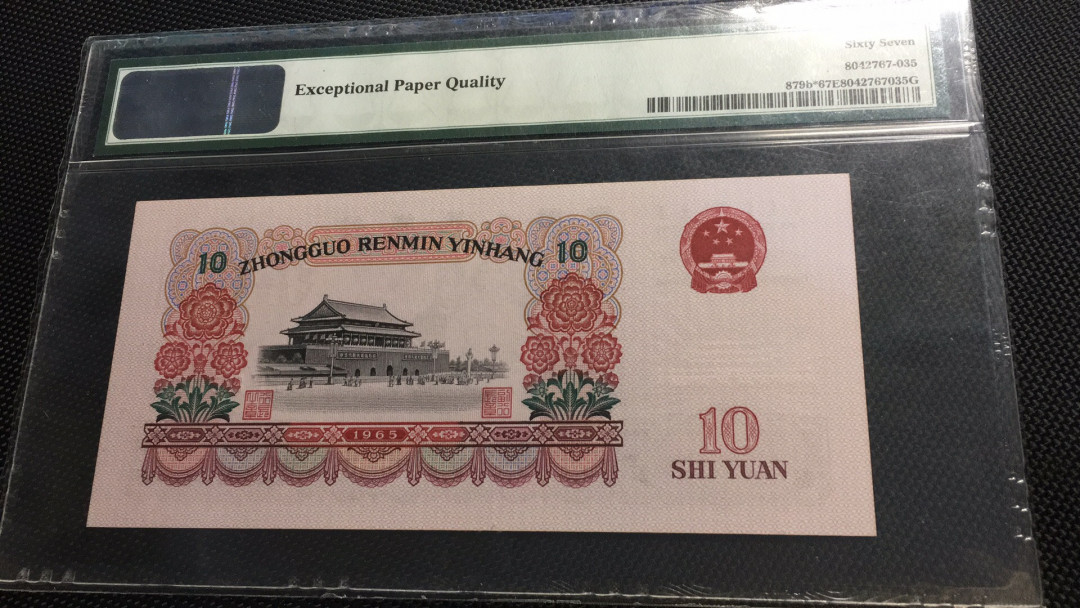 Exceptional Paper Quality
Sixty Seven
8042767-035
879b*67E8042767035G
10 ZHONGGUO RENMIN YINHANG 10
1965
10
SHI YUAN